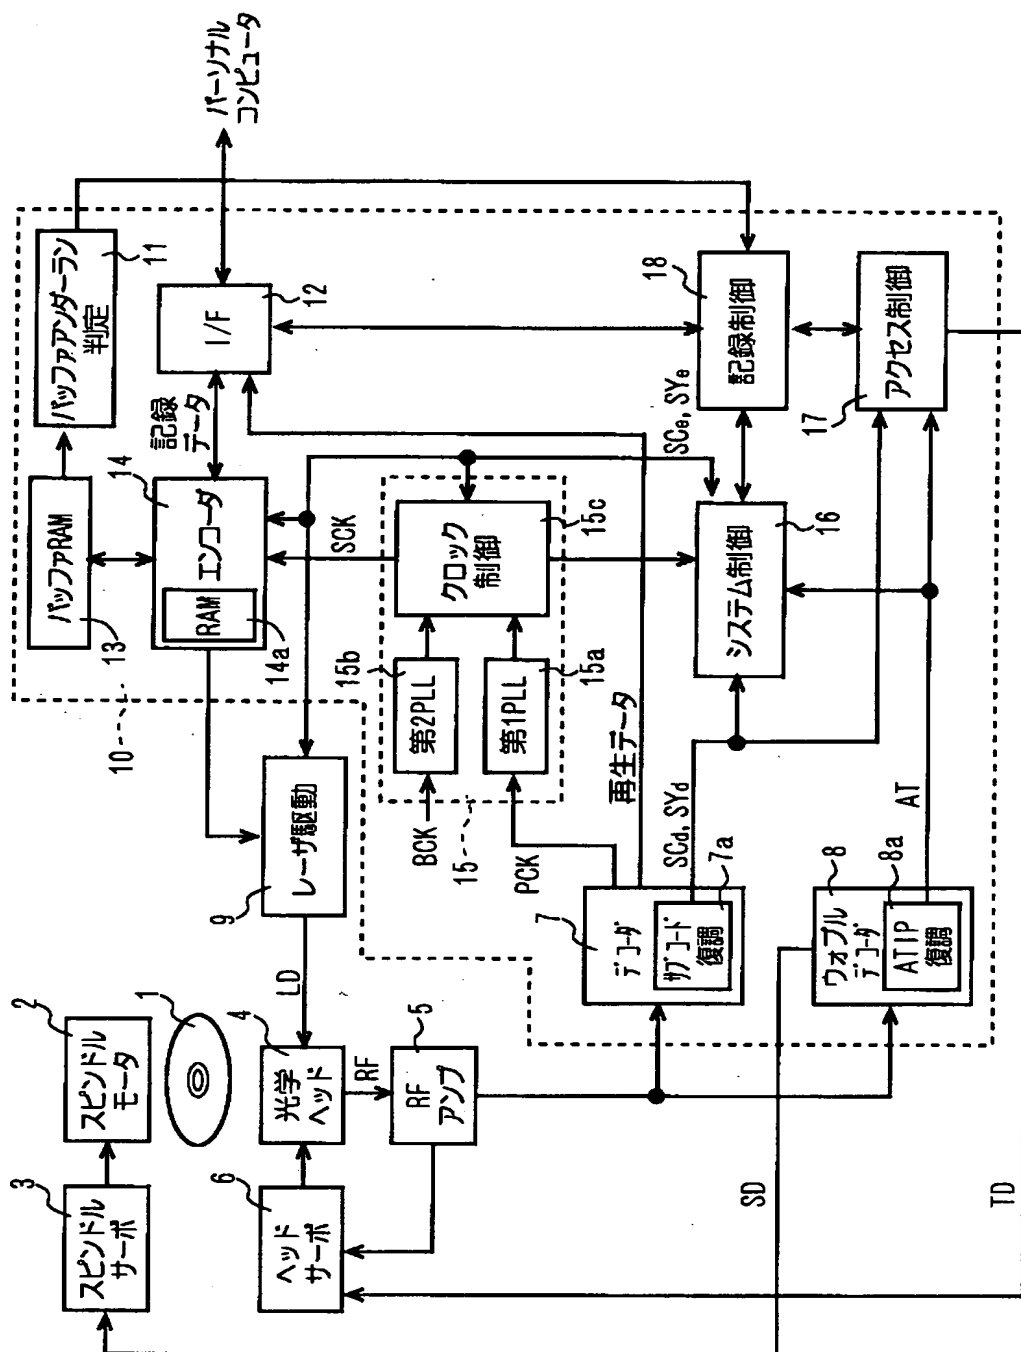 スピンドル
サーボ
3
スピンドル
モータ
2
1
ヘッド
サーボ
6
光学
ヘッド
4
LD
レーザ駆動
9
RF
RF
アンプ
5
10
バッファRAM
13
バッファアンダーラン
判定
11
エンコーダ
14
RAM
14a
記録
データ
I/F
12
パーソナル
コンピュータ
BCK
第2PLL
15b
PCK
第1PLL
15a
15
クロック
制御
15c
SCK
再生データ
デコーダ
7
サブコード
復調
7a
SCd, SYd
システム制御
16
SCe, SYe
記録制御
18
アクセス制御
17
ウォブル
デコーダ
8
ATIP
復調
8a
AT
SD
TD